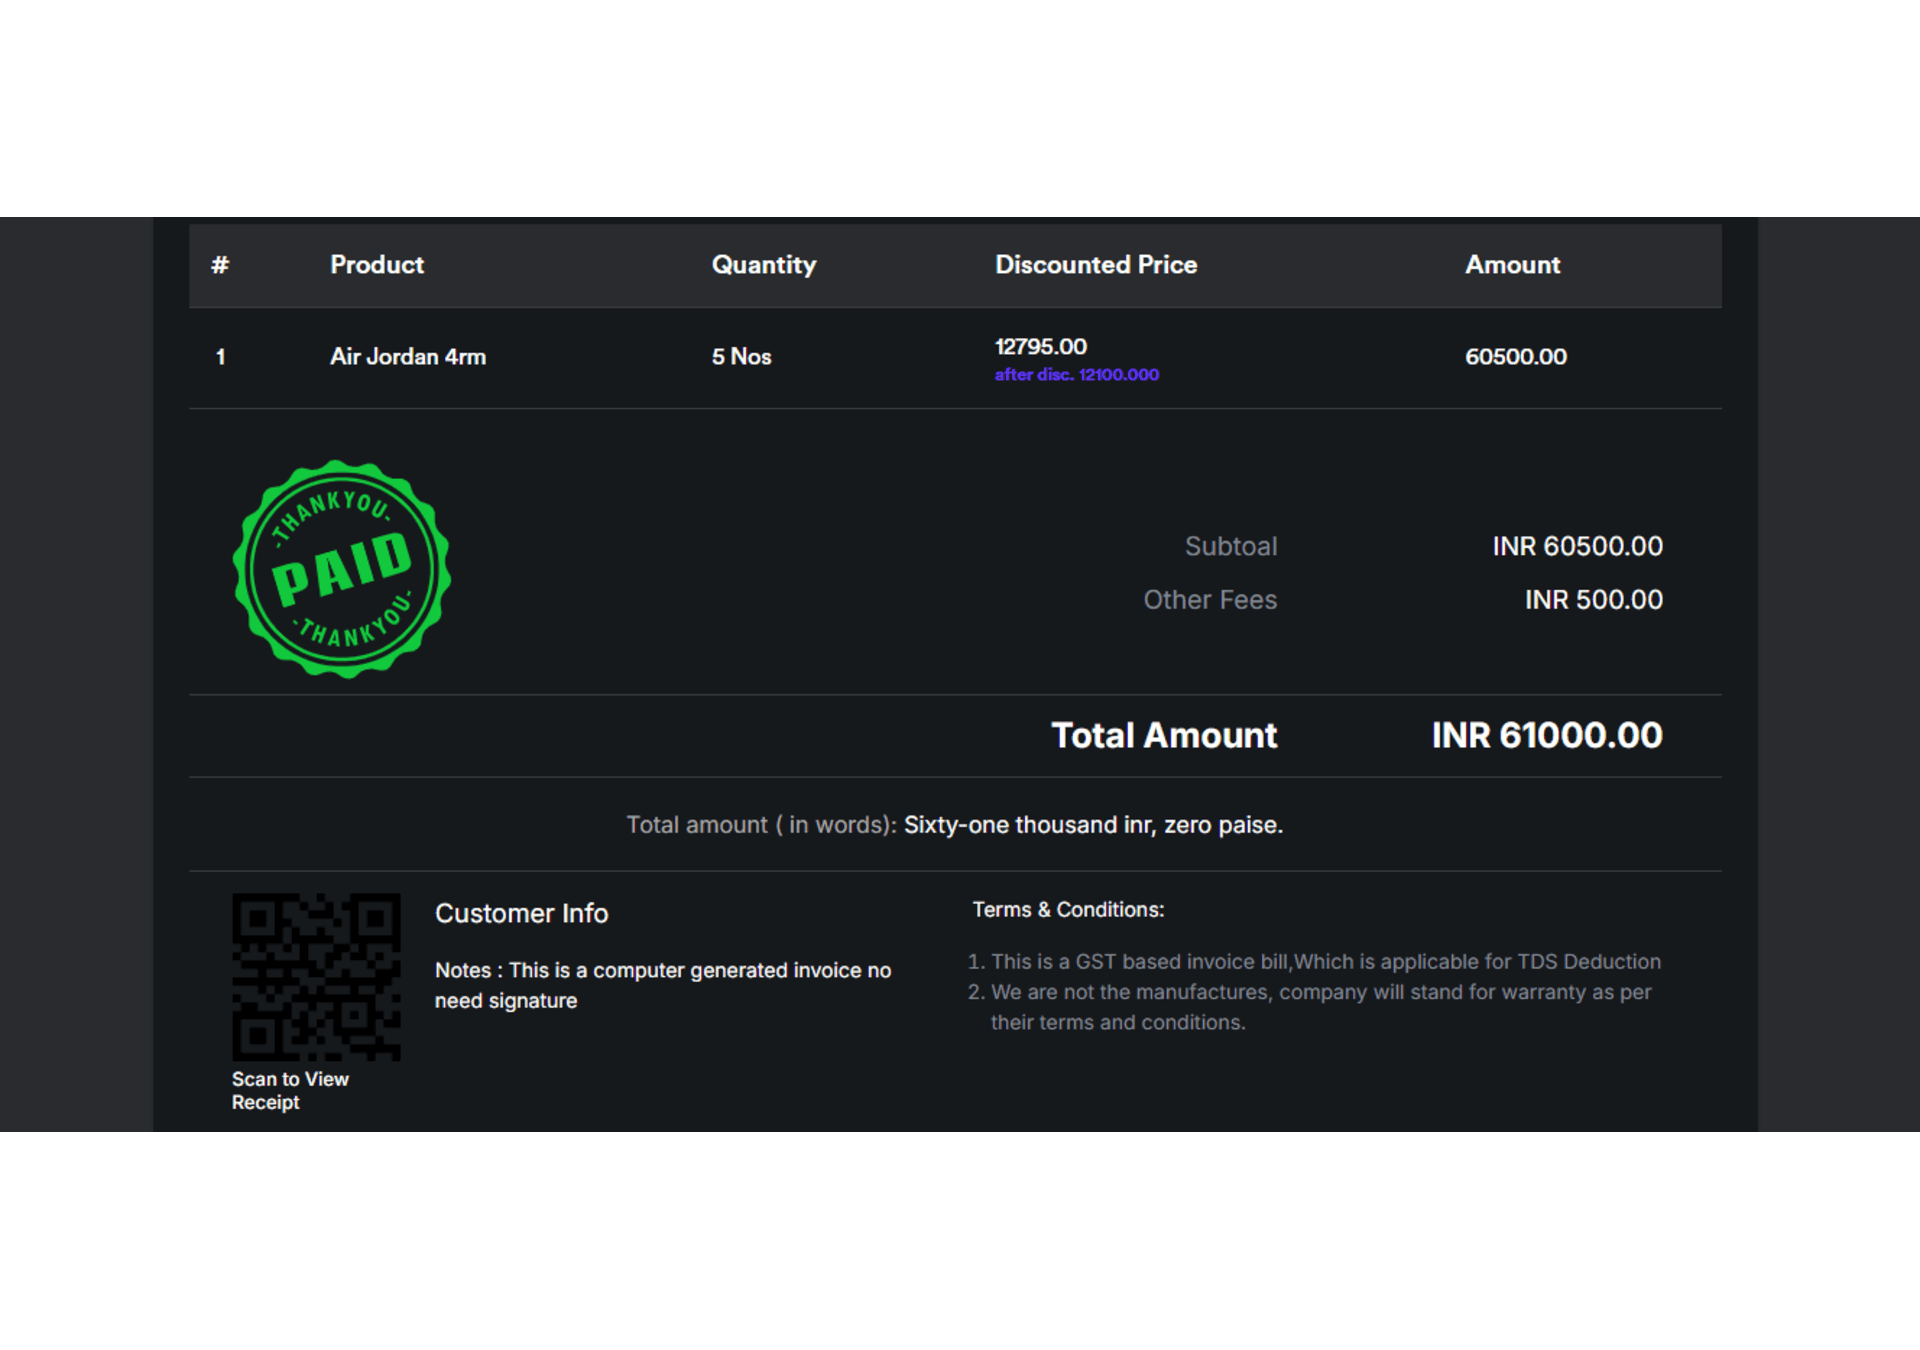 # Product Quantity Discounted Price Amount
1 Air Jordan 4rm 5 Nos 12795.00 60500.00
after disc. 12100.000
-THANKYOU-
PAID
-THANKYOU-
Subtoal INR 60500.00
Other Fees INR 500.00
Total Amount INR 61000.00
Total amount ( in words): Sixty-one thousand inr, zero paise.
Customer Info
Notes : This is a computer generated invoice no
need signature
Scan to View
Receipt
Terms & Conditions:
1. This is a GST based invoice bill,Which is applicable for TDS Deduction
2. We are not the manufactures, company will stand for warranty as per
their terms and conditions.